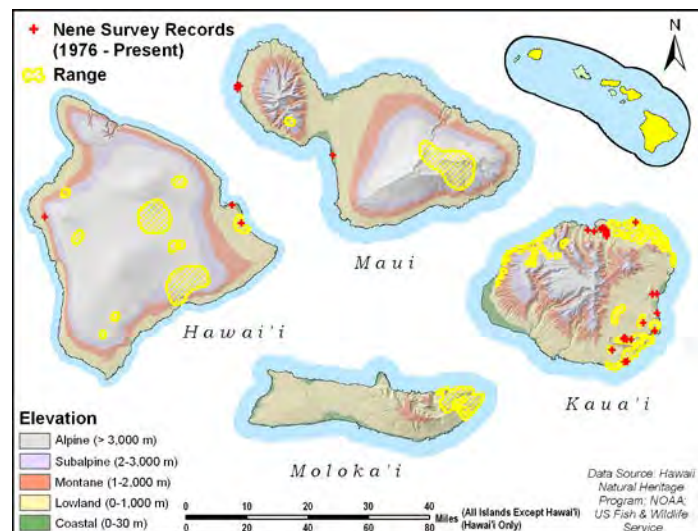 Nene Survey Records
(1976 - Present)
Range
N
Maui
Hawai'i
Kaua'i
Moloka'i
Elevation
Alpine (> 3,000 m)
Subalpine (2-3,000 m)
Montane (1-2,000 m)
Lowland (0-1,000 m)
Coastal (0-30 m)
0 10 20 30 40
Miles (All Islands Except Hawai'i)
(Hawai'i Only)
0 20 40 60 80
Data Source: Hawaii
Natural Heritage
Program; NOAA;
US Fish & Wildlife
Service